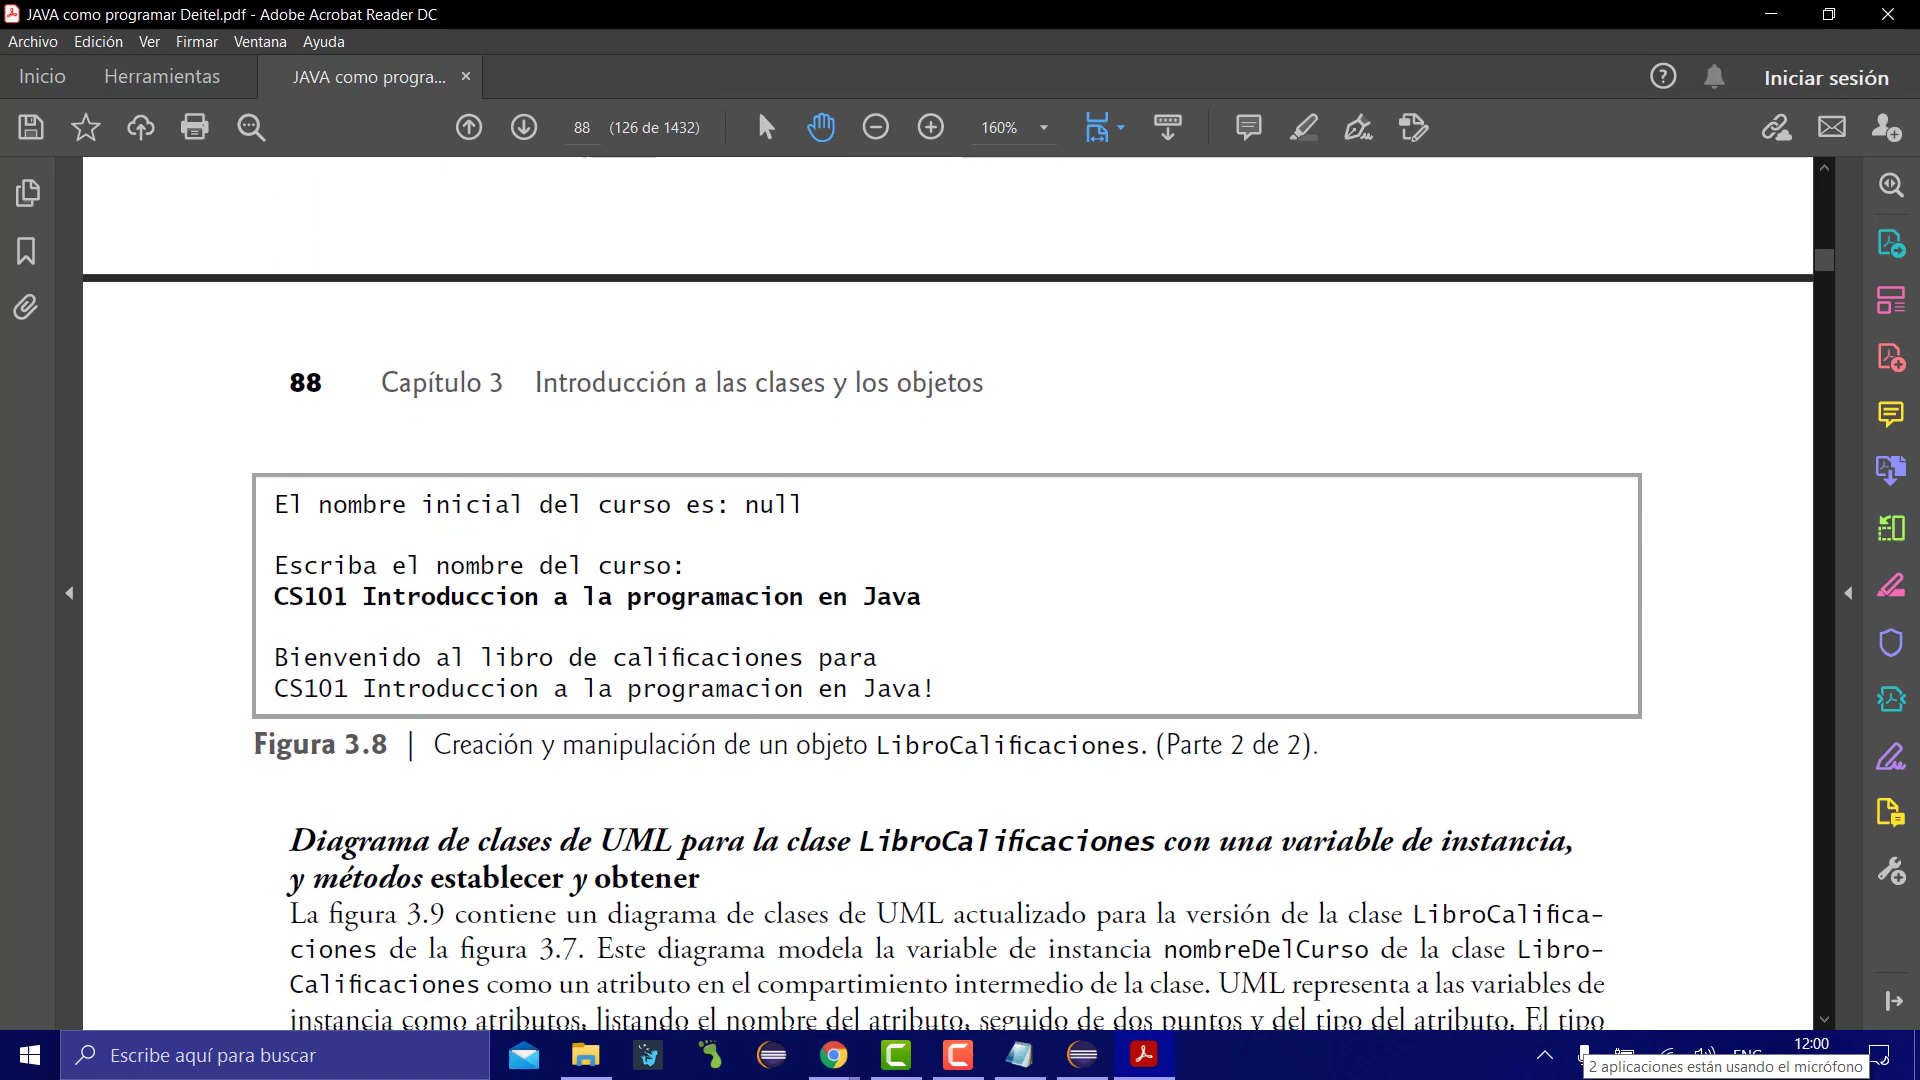 JAVA como programar Deitel.pdf - Adobe Acrobat Reader DC
Archivo Edición Ver Firmar Ventana Ayuda
Inicio Herramientas JAVA como progra... Iniciar sesión
88 (126 de 1432) 160%
88 Capítulo 3 Introducción a las clases y los objetos
El nombre inicial del curso es: null
Escriba el nombre del curso:
CS101 Introduccion a la programacion en Java
Bienvenido al libro de calificaciones para
CS101 Introduccion a la programacion en Java!
Figura 3.8 | Creación y manipulación de un objeto LibroCalificaciones. (Parte 2 de 2).
Diagrama de clases de UML para la clase LibroCalificaciones con una variable de instancia,
y métodos establecer y obtener
La figura 3.9 contiene un diagrama de clases de UML actualizado para la versión de la clase LibroCalifica-
ciones de la figura 3.7. Este diagrama modela la variable de instancia nombreDelCurso de la clase Libro-
Calificaciones como un atributo en el compartimiento intermedio de la clase. UML representa a las variables de
instancia como atributos, listando el nombre del atributo, seguido de dos puntos y del tipo del atributo. El tipo
Escribe aquí para buscar
ENG
12:00
2 aplicaciones están usando el micrófono